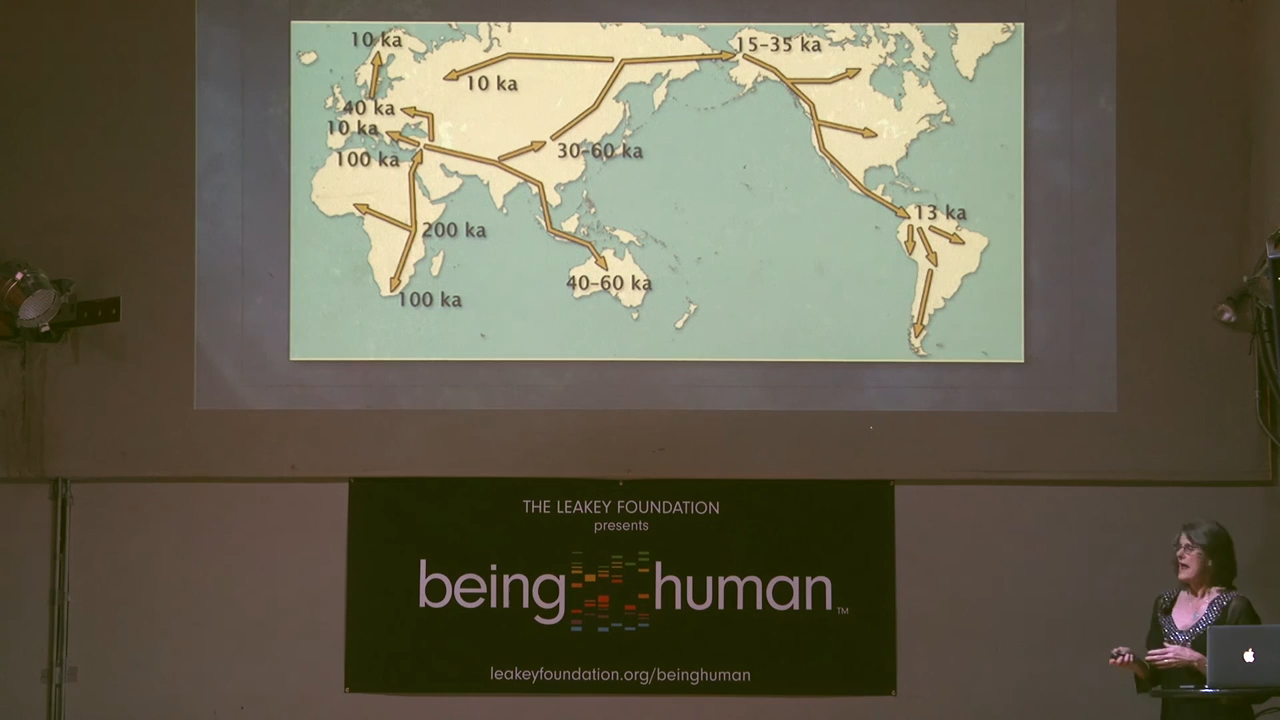 10 ka
15–35 ka
10 ka
40 ka
10 ka
30–60 ka
100 ka
13 ka
200 ka
40–60 ka
100 ka
THE LEAKEY FOUNDATION
presents
being human TM
leakeyfoundation.org/beinghuman